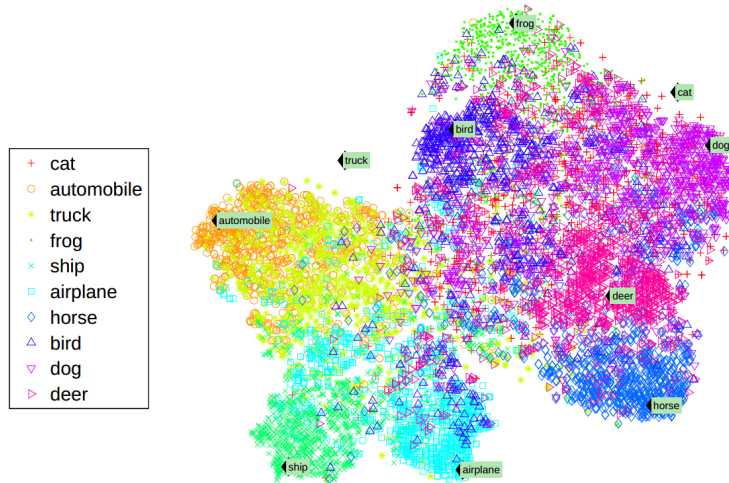 cat
automobile
truck
frog
ship
airplane
horse
bird
dog
deer
frog
cat
bird
dog
truck
automobile
deer
horse
ship
airplane